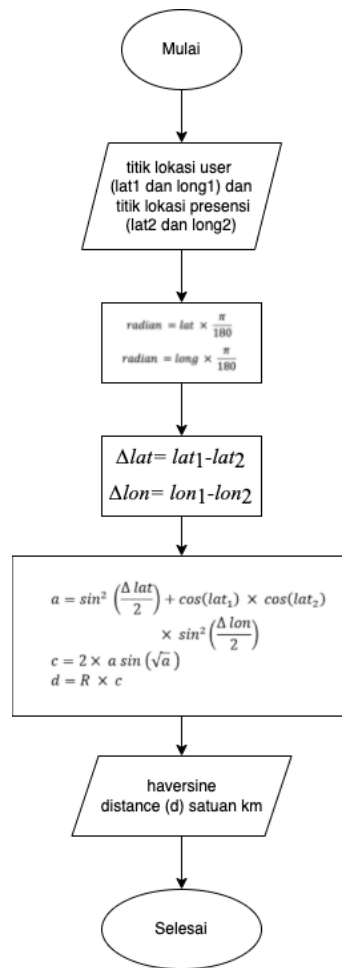 Mulai
titik lokasi user
(lat1 dan long1) dan
titik lokasi presensi
(lat2 dan long2)
radian = lat × π/180
radian = long × π/180
Δlat= lat₁-lat₂
Δlon= lon₁-lon₂
a = sin² (Δ lat/2) + cos(lat₁) × cos(lat₂)
× sin² (Δ lon/2)
c = 2 × a sin (√a)
d = R × c
haversine
distance (d) satuan km
Selesai